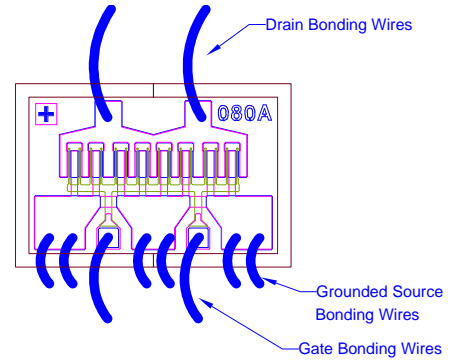 Drain Bonding Wires
080A
Grounded Source
Bonding Wires
Gate Bonding Wires